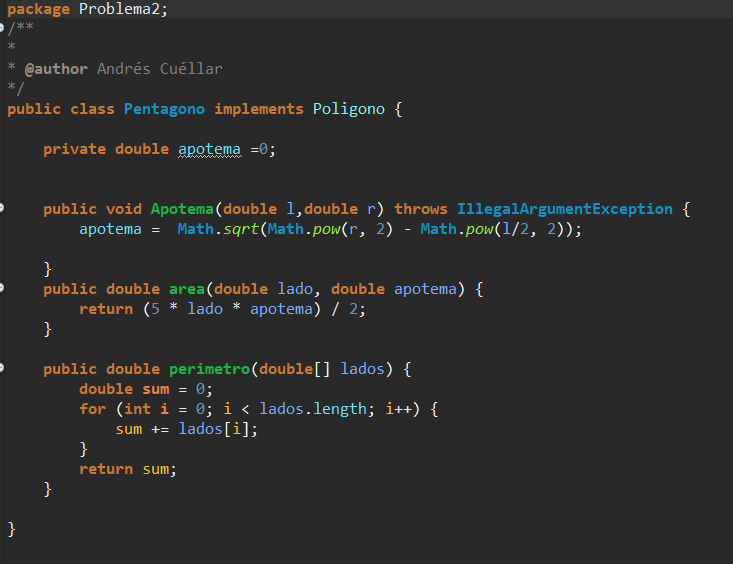 package Problema2;
/**
*
* @author Andrés Cuéllar
*/
public class Pentagono implements Poligono {
private double apotema =0;
public void Apotema(double l,double r) throws IllegalArgumentException {
apotema =  Math.sqrt(Math.pow(r, 2) - Math.pow(l/2, 2));
}
public double area(double lado, double apotema) {
return (5 * lado * apotema) / 2;
}
public double perimetro(double[] lados) {
double sum = 0;
for (int i = 0; i < lados.length; i++) {
sum += lados[i];
}
return sum;
}
}